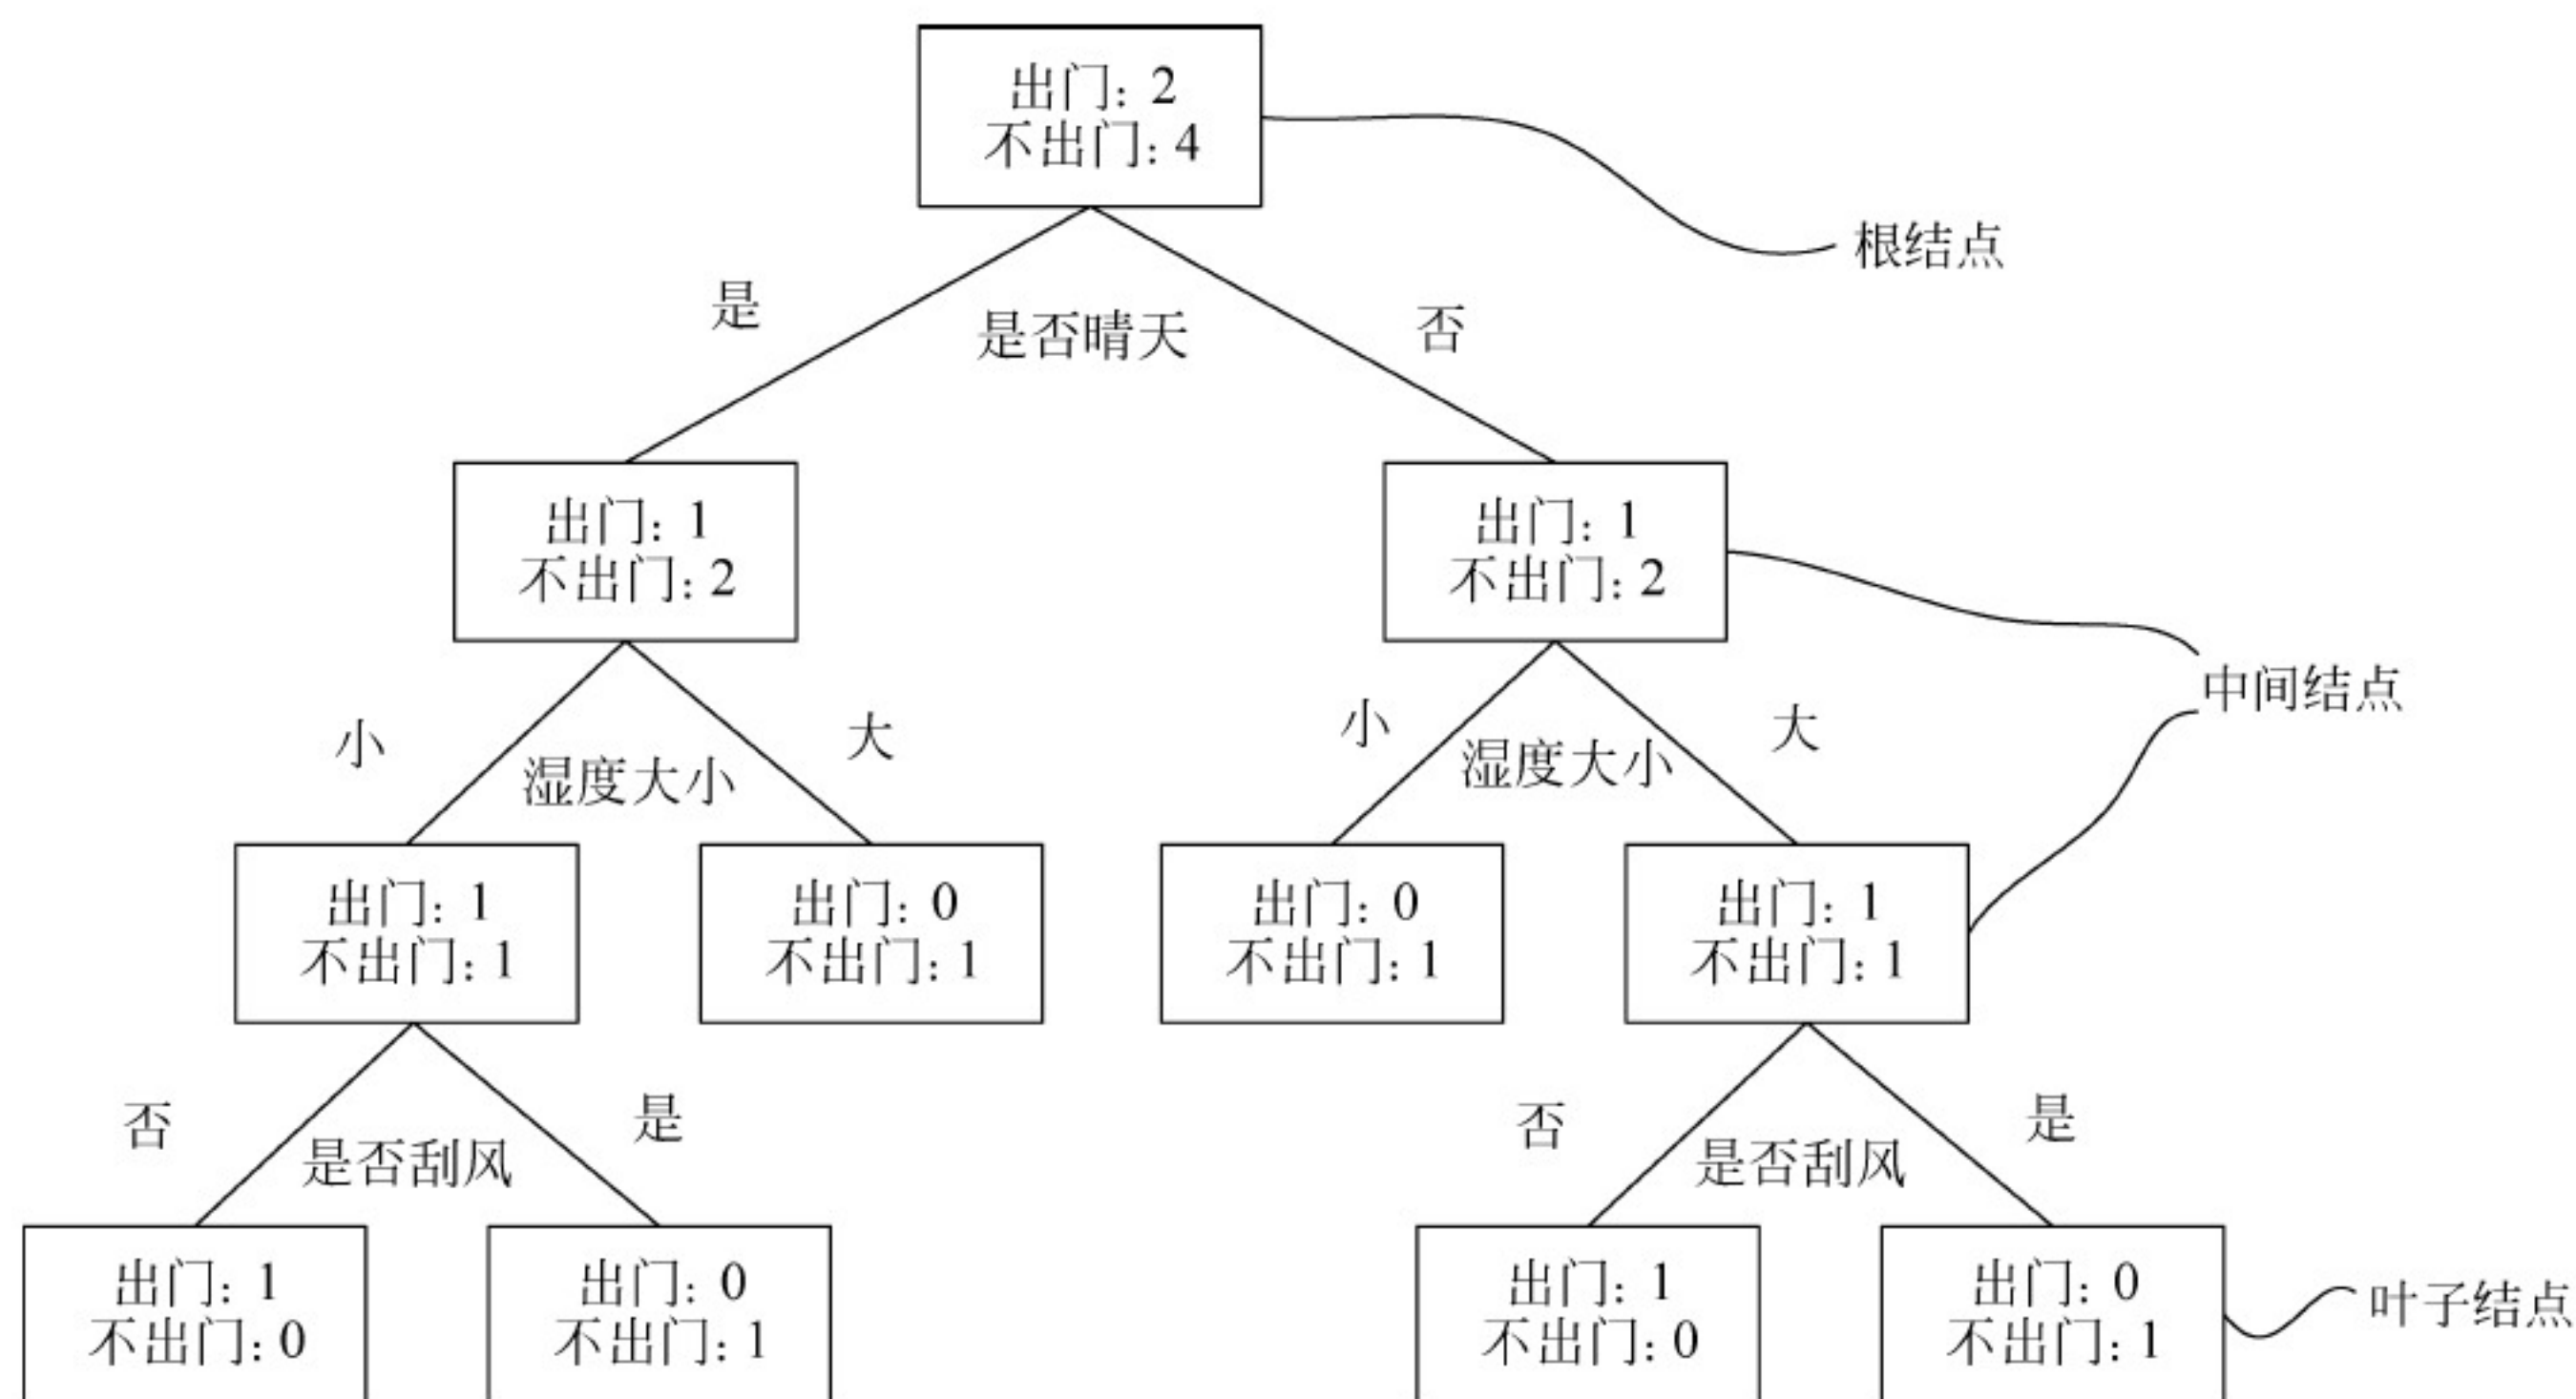 出门: 2
不出门: 4
根结点
是
是否晴天
否
出门: 1
不出门: 2
出门: 1
不出门: 2
中间结点
小
湿度大小
大
小
湿度大小
大
出门: 1
不出门: 1
出门: 0
不出门: 1
出门: 0
不出门: 1
出门: 1
不出门: 1
否
是否刮风
是
否
是否刮风
是
出门: 1
不出门: 0
出门: 0
不出门: 1
出门: 1
不出门: 0
出门: 0
不出门: 1
叶子结点